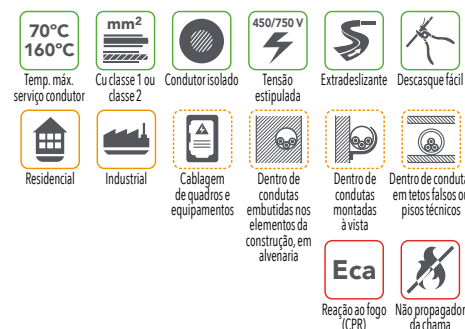 70°C
160°C
Temp. máx.
serviço condutor
mm²
Cu classe 1 ou
classe 2
Condutor isolado
450/750 V
Tensão
estipulada
Extradeslizante
Descasque fácil
Residencial
Industrial
Cablagem
de quadros e
equipamentos
Dentro de
condutas
embutidas nos
elementos da
construção, em
alvenaria
Dentro de
condutas
montadas
à vista
Dentro de conduta
em tetos falsos ou
pisos técnicos
Eca
Reação ao fogo
(CPR)
Não propagador
da chama